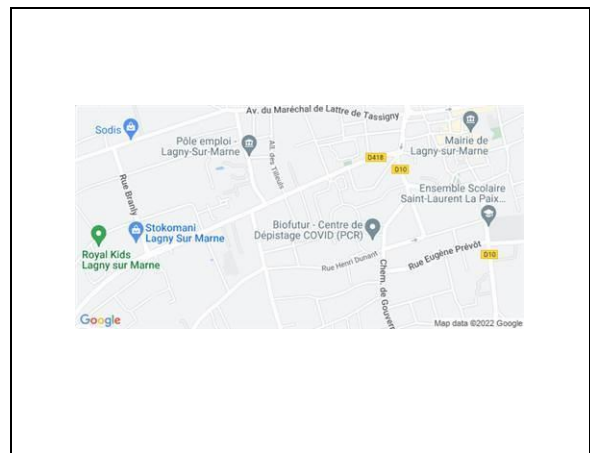 Av. du Maréchal de Lattre de Tassigny
Sodis
Pôle emploi -
Lagny-Sur-Marne
All. des Tilleuls
Mairie de
Lagny-sur-Marne
D418
D10
Rue Branly
Ensemble Scolaire
Saint-Laurent La Paix...
Stokomani
Lagny Sur Marne
Biofutur - Centre de
Dépistage COVID (PCR)
Royal Kids
Lagny sur Marne
Rue Henri Dunant
Rue Eugène Prévôt
D10
Chem. de Gouvern
Google
Map data ©2022 Google